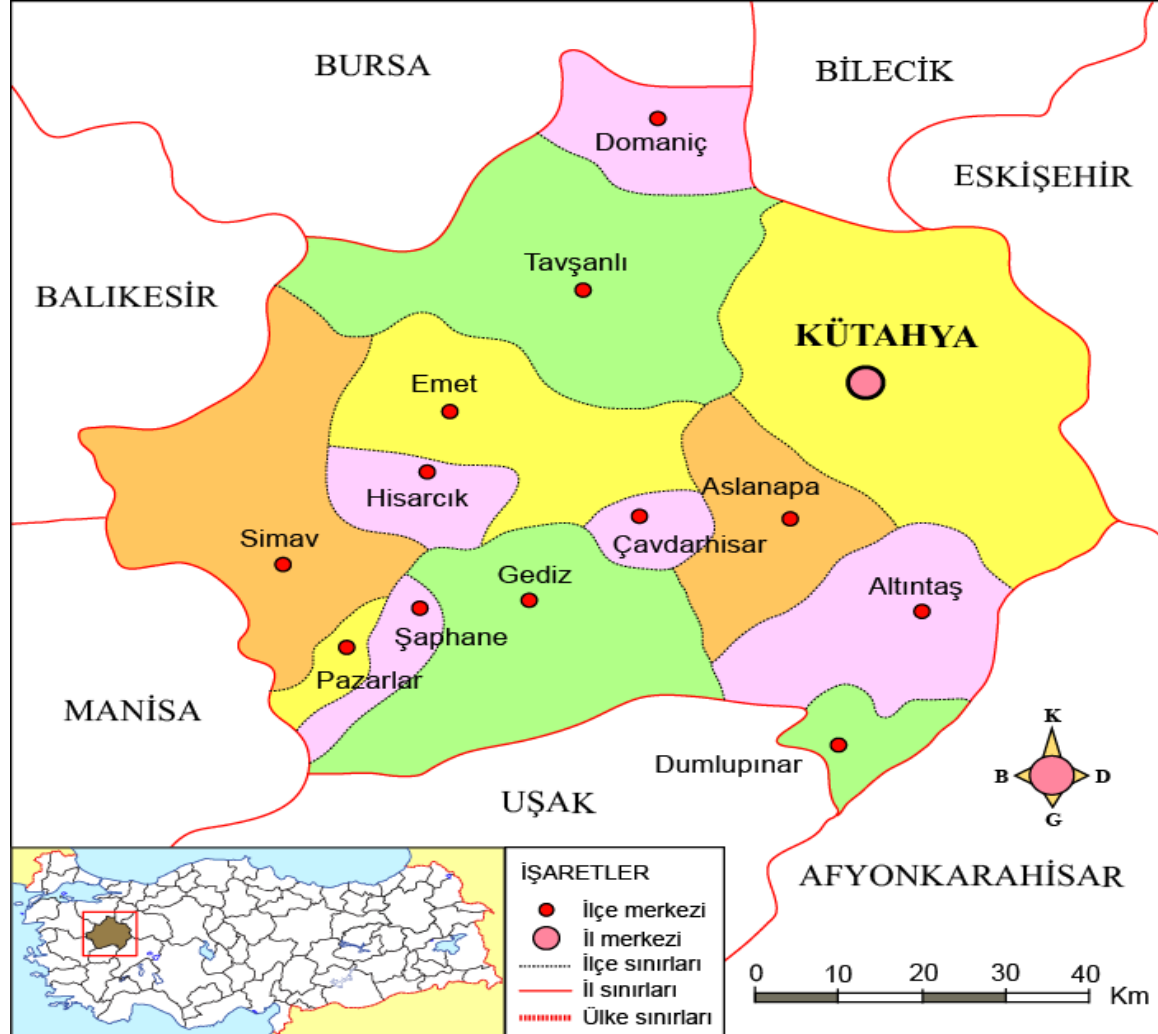 BURSA
BİLECİK
Domaniç
ESKİŞEHİR
Tavşanlı
BALIKESİR
KÜTAHYA
Emet
Aslanapa
Hisarcık
Simav
Çavdarhisar
Gediz
Altıntaş
Şaphane
Pazarlar
MANİSA
K
B
D
G
Dumlupınar
UŞAK
AFYONKARAHİSAR
İŞARETLER
İlçe merkezi
İl merkezi
İlçe sınırları
İl sınırları
Ülke sınırları
0 10 20 30 40
Km